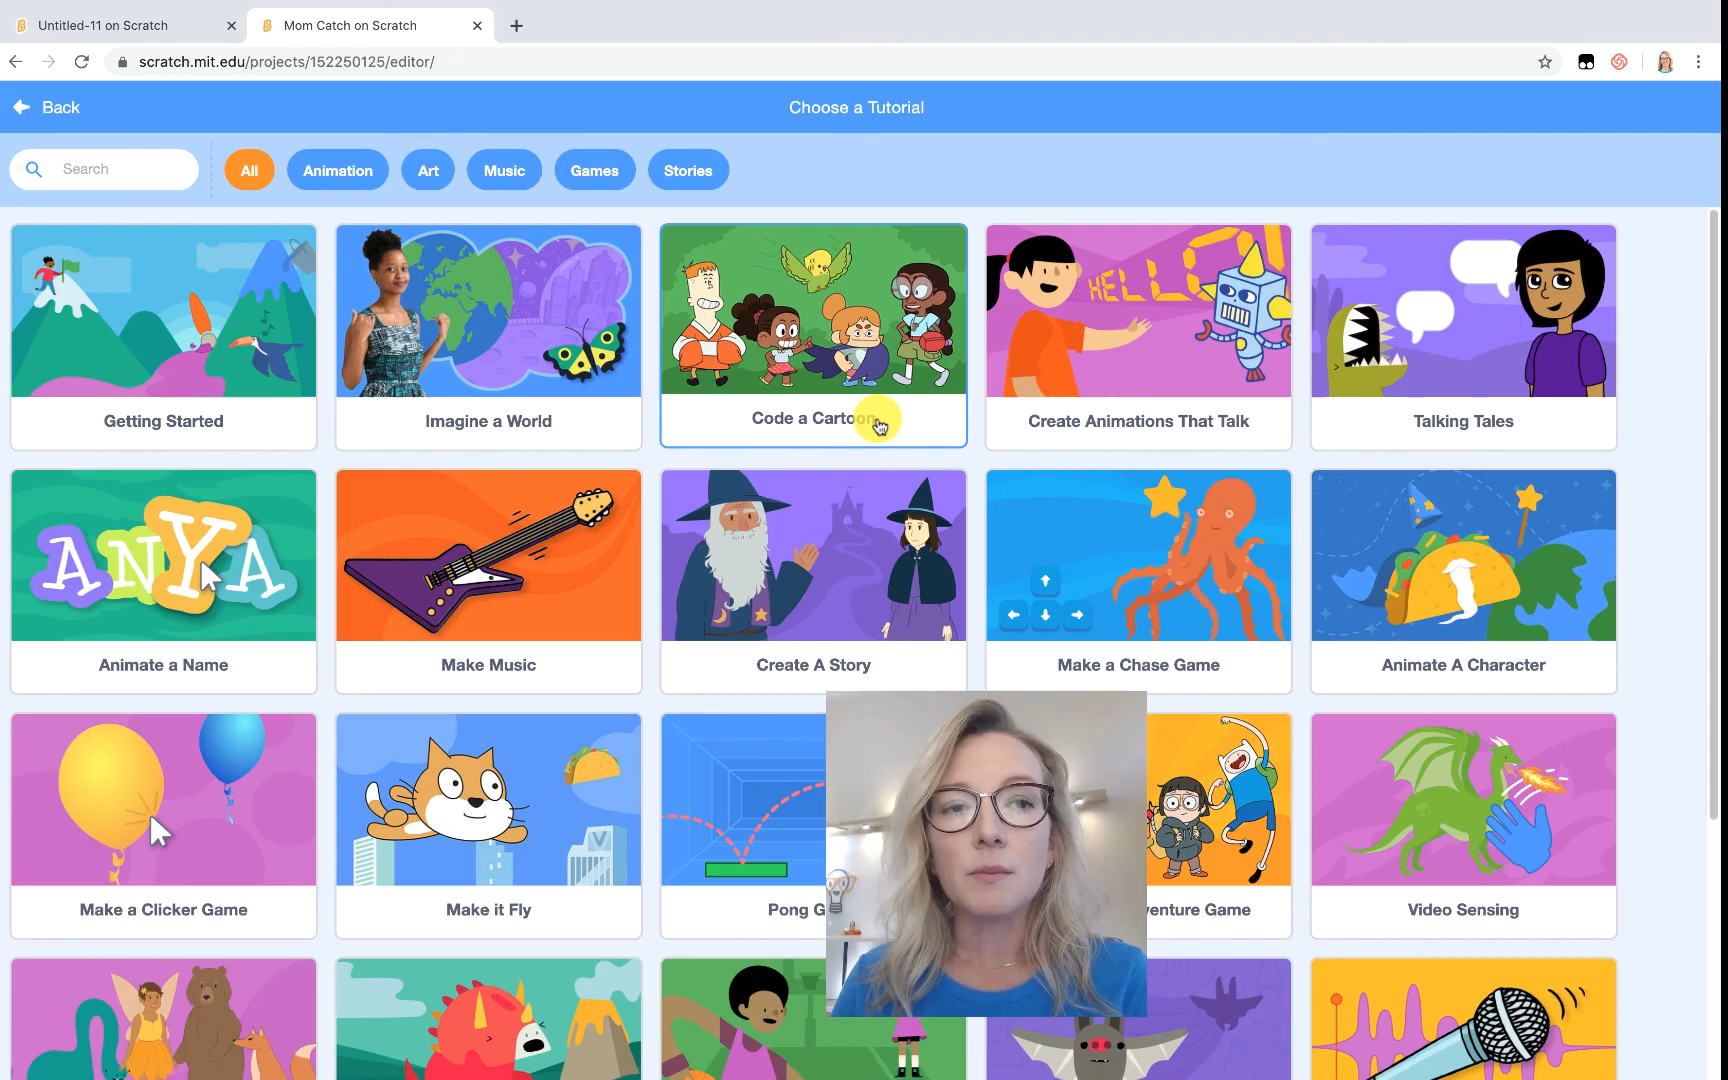 Untitled-11 on Scratch
Mom Catch on Scratch
scratch.mit.edu/projects/152250125/editor/
Back
Choose a Tutorial
Search
All
Animation
Art
Music
Games
Stories
HELLO
Getting Started
Imagine a World
Code a Cartoon
Create Animations That Talk
Talking Tales
ANYA
Animate a Name
Make Music
Create A Story
Make a Chase Game
Animate A Character
V
Make a Clicker Game
Make it Fly
Pong G
Game
Video Sensing